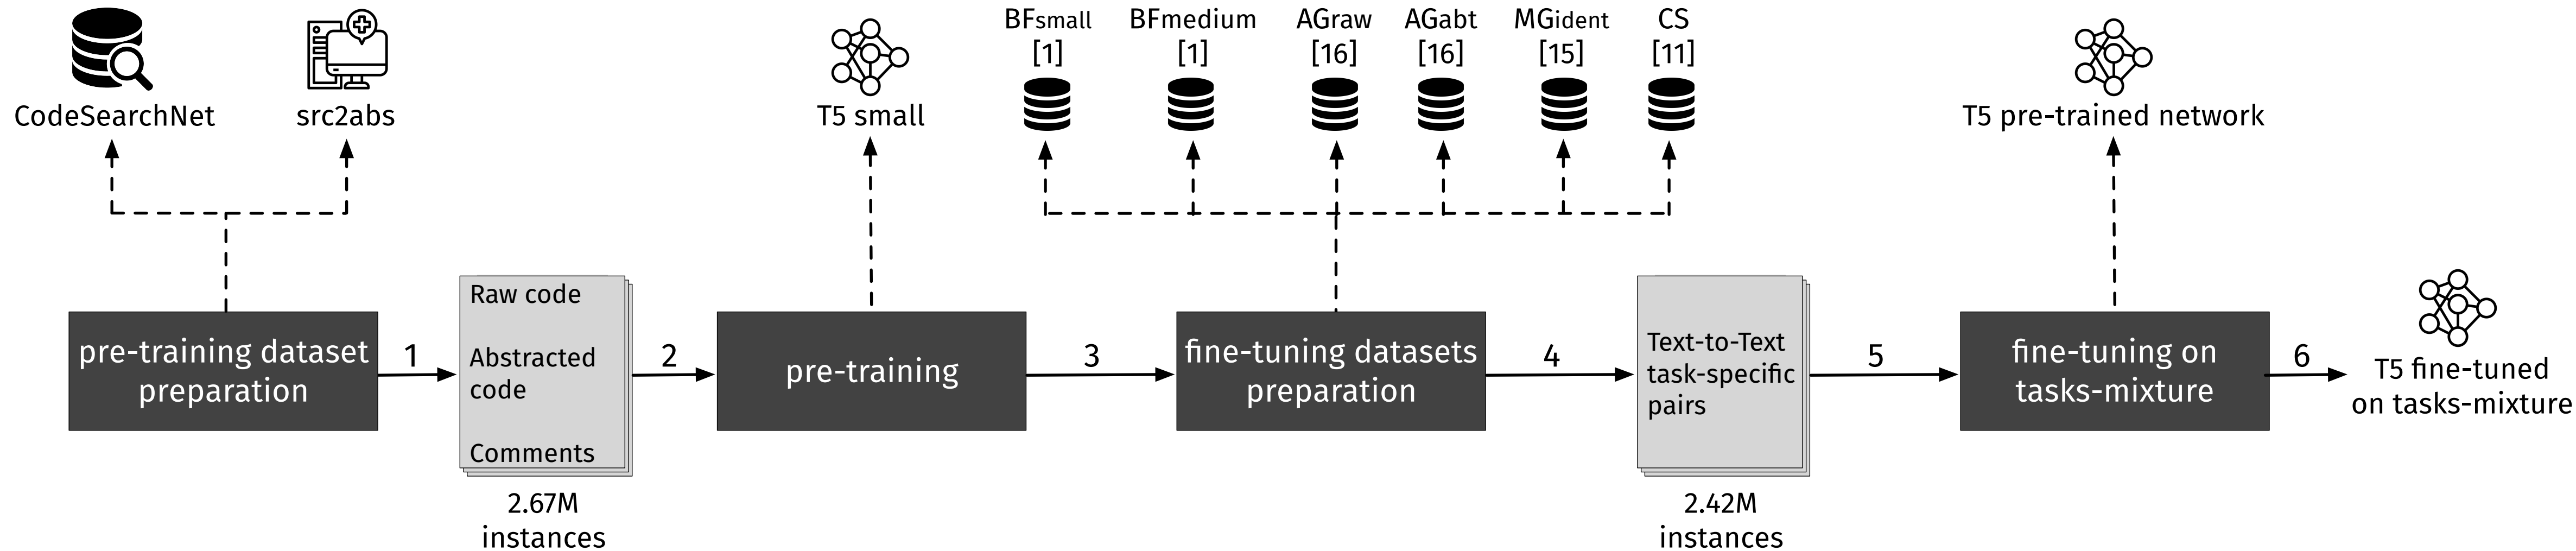 CodeSearchNet
src2abs
T5 small
BFsmall
[1]
BFmedium
[1]
AGraw
[16]
AGabt
[16]
MGident
[15]
CS
[11]
T5 pre-trained network
pre-training dataset
preparation
1
Raw code
Abstracted
code
Comments
2.67M
instances
2
pre-training
3
fine-tuning datasets
preparation
4
Text-to-Text
task-specific
pairs
2.42M
instances
5
fine-tuning on
tasks-mixture
6
T5 fine-tuned
on tasks-mixture